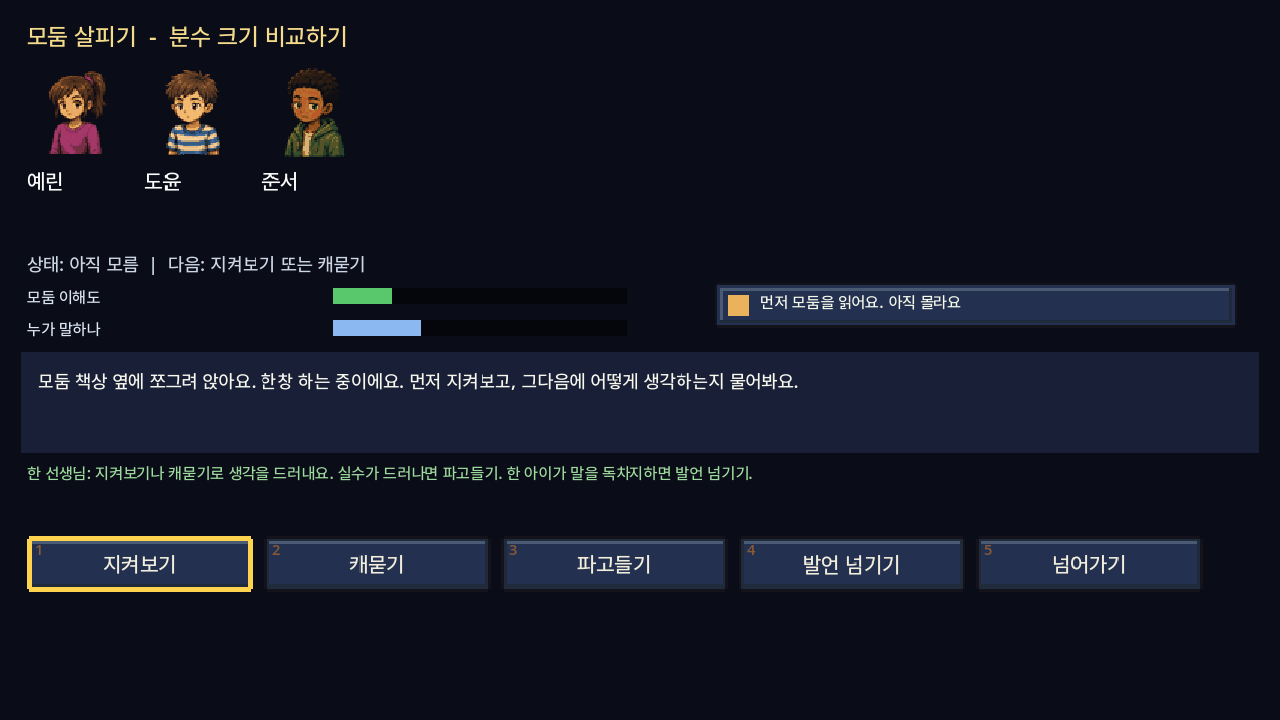 모둠 살피기 - 분수 크기 비교하기
예린 도윤 준서
상태: 아직 모름 | 다음: 지켜보기 또는 캐묻기
모둠 이해도
먼저 모둠을 읽어요. 아직 몰라요
누가 말하나
모둠 책상 옆에 쪼그려 앉아요. 한창 하는 중이에요. 먼저 지켜보고, 그다음에 어떻게 생각하는지 물어봐요.
한 선생님: 지켜보기나 캐묻기로 생각을 드러내요. 실수가 드러나면 파고들기. 한 아이가 말을 독차지하면 발언 넘기기.
1 지켜보기
2 캐묻기
3 파고들기
4 발언 넘기기
5 넘어가기